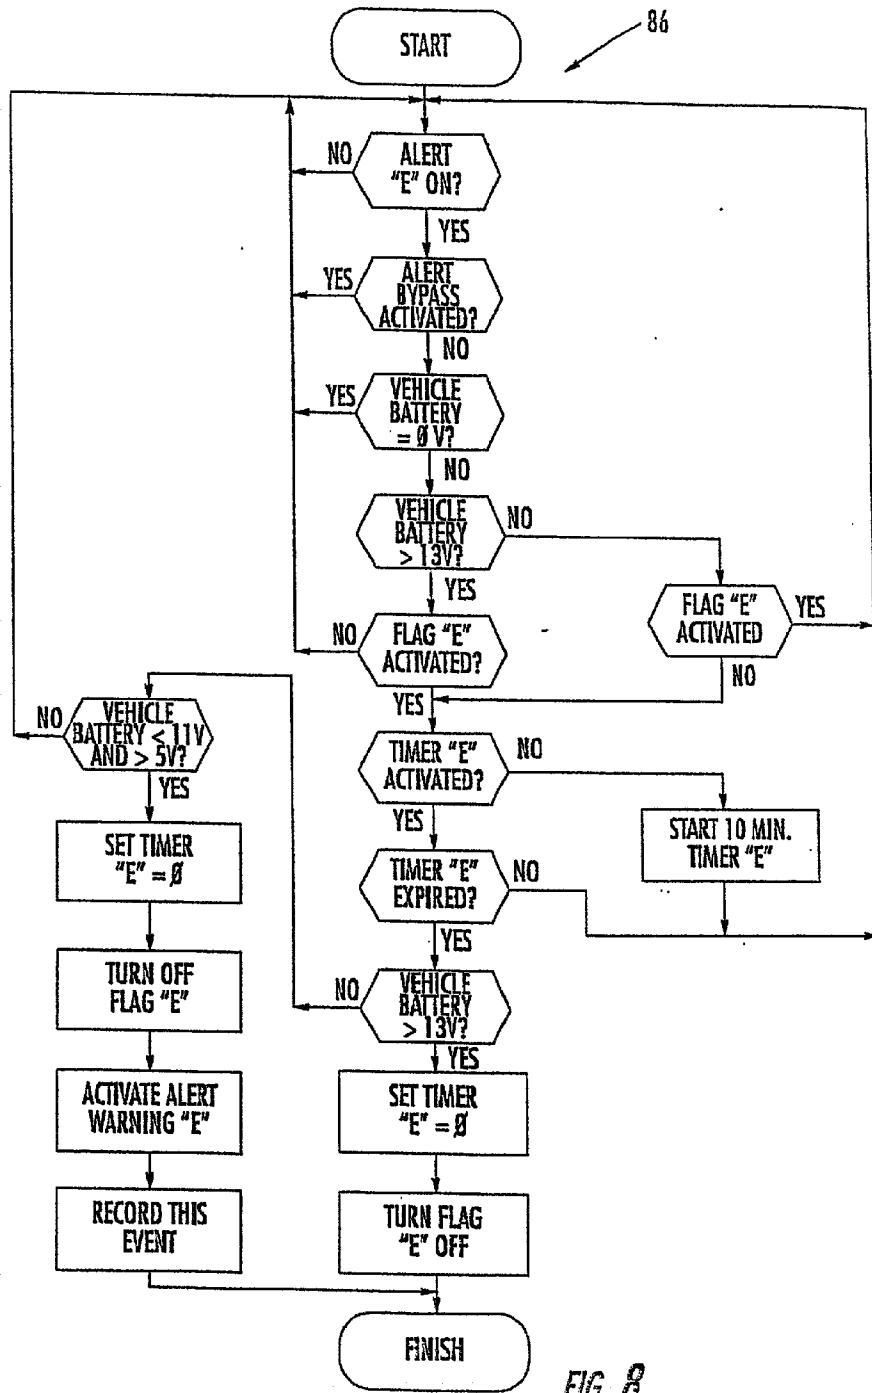 START
86
ALERT
"E" ON?
NO
YES
ALERT
BYPASS
ACTIVATED?
YES
NO
VEHICLE
BATTERY
= Ø V?
YES
NO
VEHICLE
BATTERY
> 13V?
NO
YES
FLAG "E"
ACTIVATED?
NO
YES
FLAG "E"
ACTIVATED
YES
NO
VEHICLE
BATTERY < 11V
AND > 5V?
NO
YES
TIMER "E"
ACTIVATED?
NO
YES
START 10 MIN.
TIMER "E"
SET TIMER
"E" = Ø
TIMER "E"
EXPIRED?
NO
YES
TURN OFF
FLAG "E"
VEHICLE
BATTERY
> 13V?
NO
YES
ACTIVATE ALERT
WARNING "E"
SET TIMER
"E" = Ø
RECORD THIS
EVENT
TURN FLAG
"E" OFF
FINISH
FIG. 8